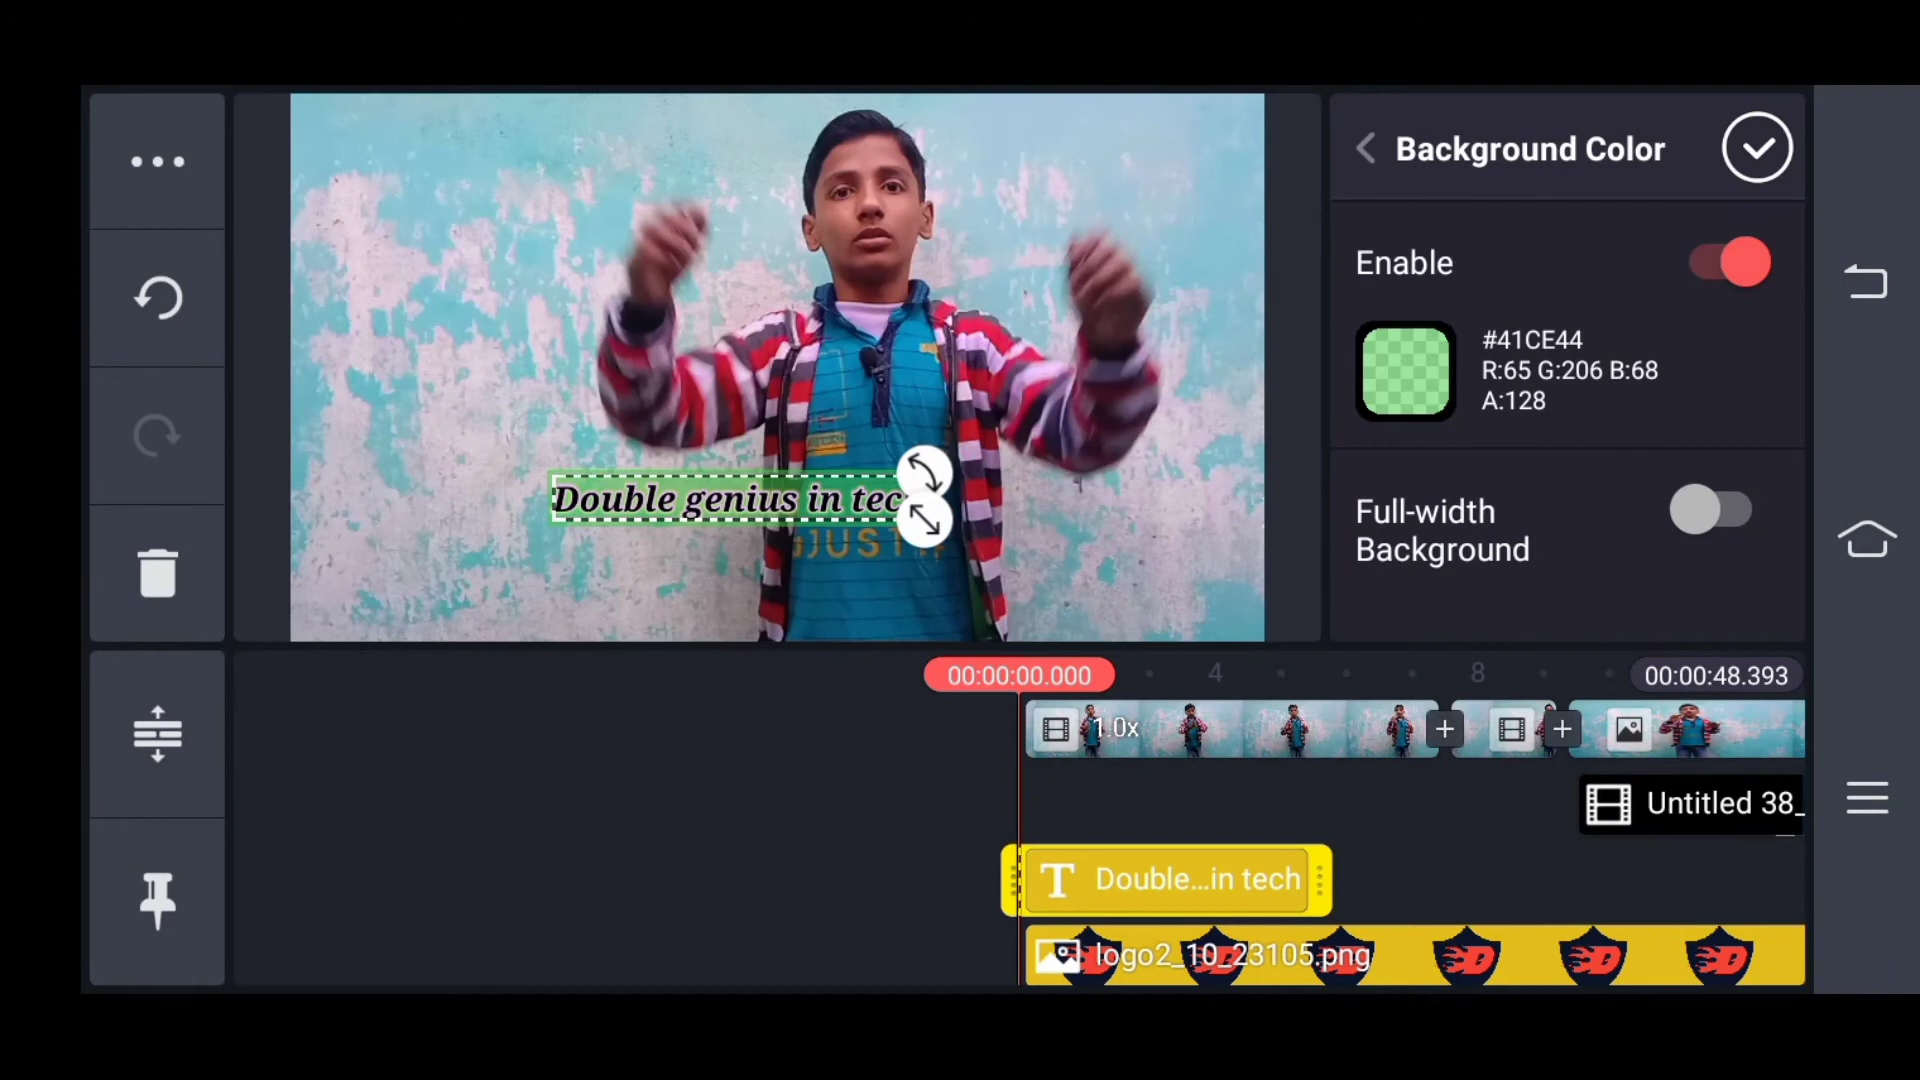 Background Color
Enable
#41CE44
R:65 G:206 B:68
A:128
Full-width
Background
Double genius in tec
00:00:00.000
4
8
00:00:48.393
1.0x
Untitled 38_
T Double...in tech
logo2_10_23105.png